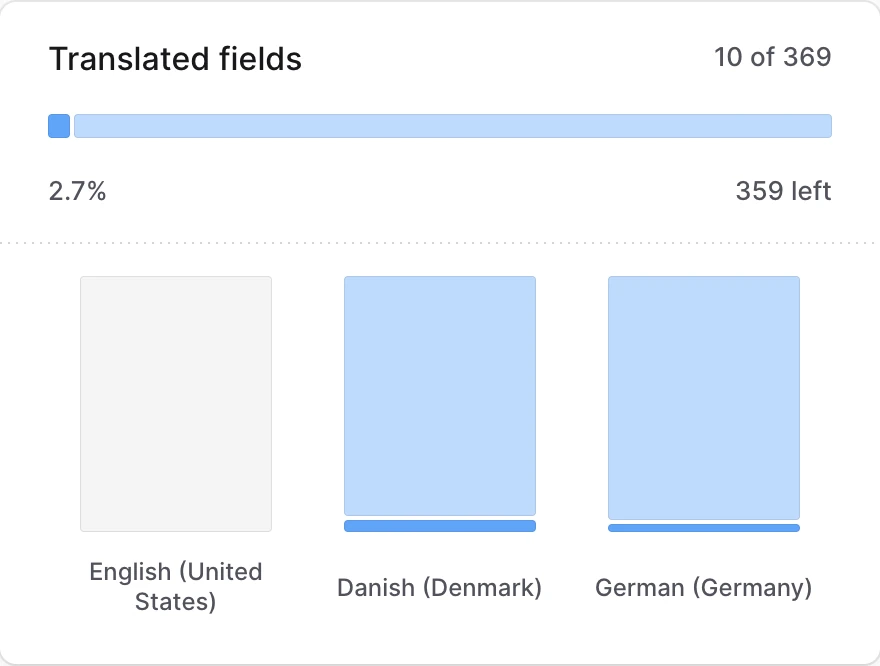 Translated fields
10 of 369
2.7%
359 left
English (United
States)
Danish (Denmark)
German (Germany)